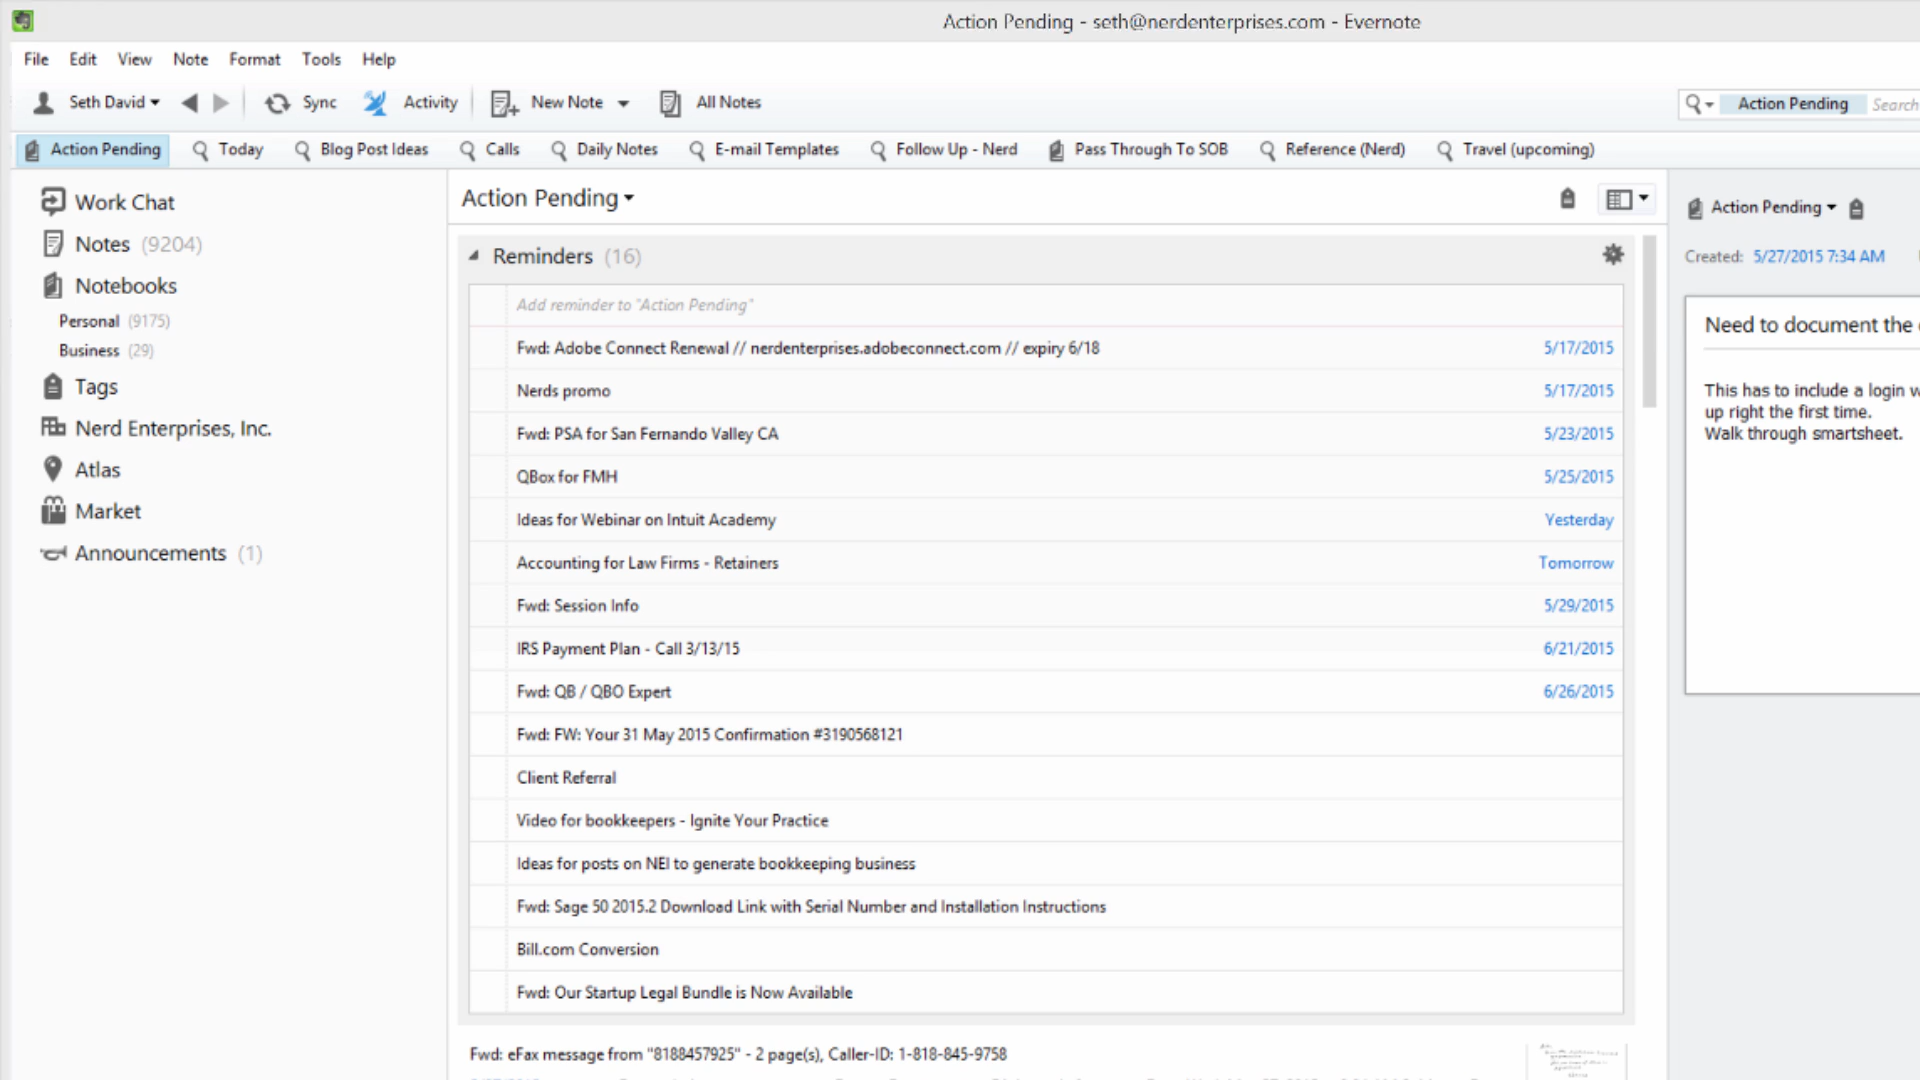 Action Pending - seth@nerdenterprises.com - Evernote
File Edit View Note Format Tools Help
Seth David Sync Activity New Note All Notes
Action Pending Search
Action Pending Today Blog Post Ideas Calls Daily Notes E-mail Templates Follow Up - Nerd Pass Through To SOB Reference (Nerd) Travel (upcoming)
Work Chat
Notes (9204)
Notebooks
Personal (9175)
Business (29)
Tags
Nerd Enterprises, Inc.
Atlas
Market
Announcements (1)
Action Pending
Reminders (16)
Add reminder to "Action Pending"
Fwd: Adobe Connect Renewal // nerdenterprises.adobeconnect.com // expiry 6/18 5/17/2015
Nerds promo 5/17/2015
Fwd: PSA for San Fernando Valley CA 5/23/2015
QBox for FMH 5/25/2015
Ideas for Webinar on Intuit Academy Yesterday
Accounting for Law Firms - Retainers Tomorrow
Fwd: Session Info 5/29/2015
IRS Payment Plan - Call 3/13/15 6/21/2015
Fwd: QB / QBO Expert 6/26/2015
Fwd: FW: Your 31 May 2015 Confirmation #3190568121
Client Referral
Video for bookkeepers - Ignite Your Practice
Ideas for posts on NEI to generate bookkeeping business
Fwd: Sage 50 2015.2 Download Link with Serial Number and Installation Instructions
Bill.com Conversion
Fwd: Our Startup Legal Bundle is Now Available
Fwd: eFax message from "8188457925" - 2 page(s), Caller-ID: 1-818-845-9758
Action Pending
Created: 5/27/2015 7:34 AM
Need to document the
This has to include a login
up right the first time.
Walk through smartsheet.